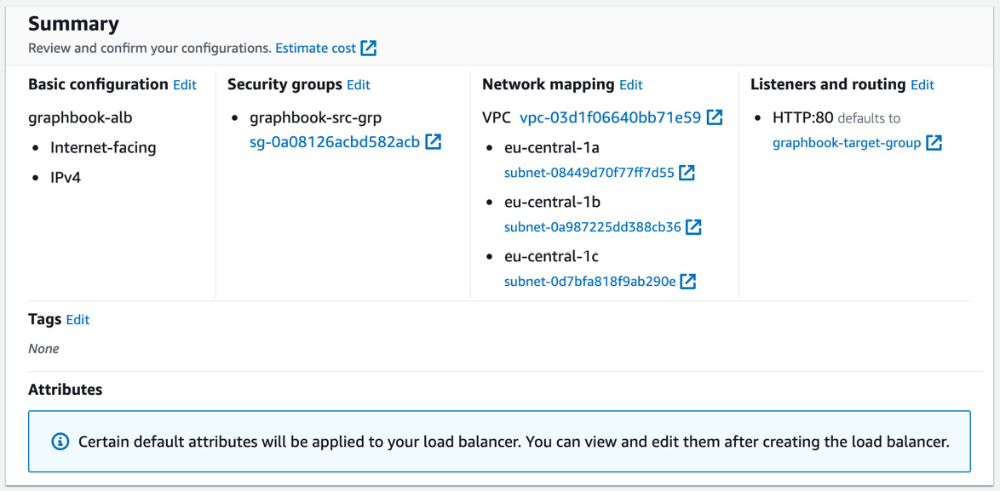 Summary
Review and confirm your configurations. Estimate cost
Basic configuration Edit
graphbook-alb
• Internet-facing
• IPv4
Security groups Edit
• graphbook-src-grp
sg-0a08126acbd582acb
Network mapping Edit
VPC vpc-03d1f06640bb71e59
• eu-central-1a
subnet-08449d70f77ff7d55
• eu-central-1b
subnet-0a987225dd388cb36
• eu-central-1c
subnet-0d7bfa818f9ab290e
Listeners and routing Edit
• HTTP:80 defaults to
graphbook-target-group
Tags Edit
None
Attributes
Certain default attributes will be applied to your load balancer. You can view and edit them after creating the load balancer.